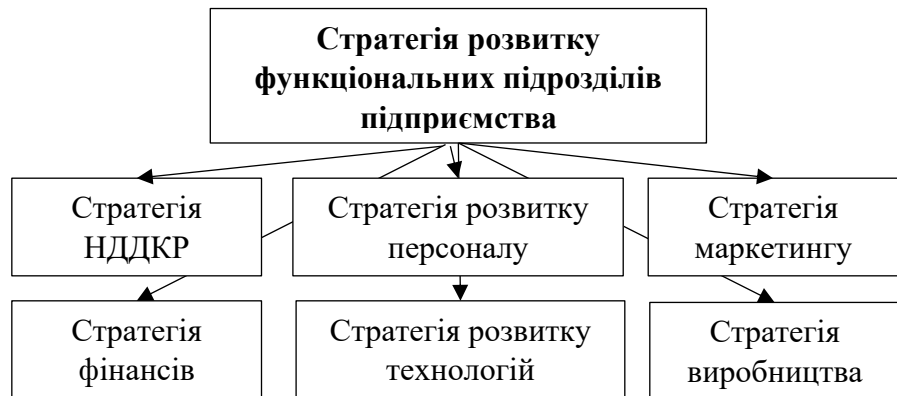 Стратегія розвитку
функціональних підрозділів
підприємства
Стратегія
НДДКР
Стратегія розвитку
персоналу
Стратегія
маркетингу
Стратегія
фінансів
Стратегія розвитку
технологій
Стратегія
виробництва